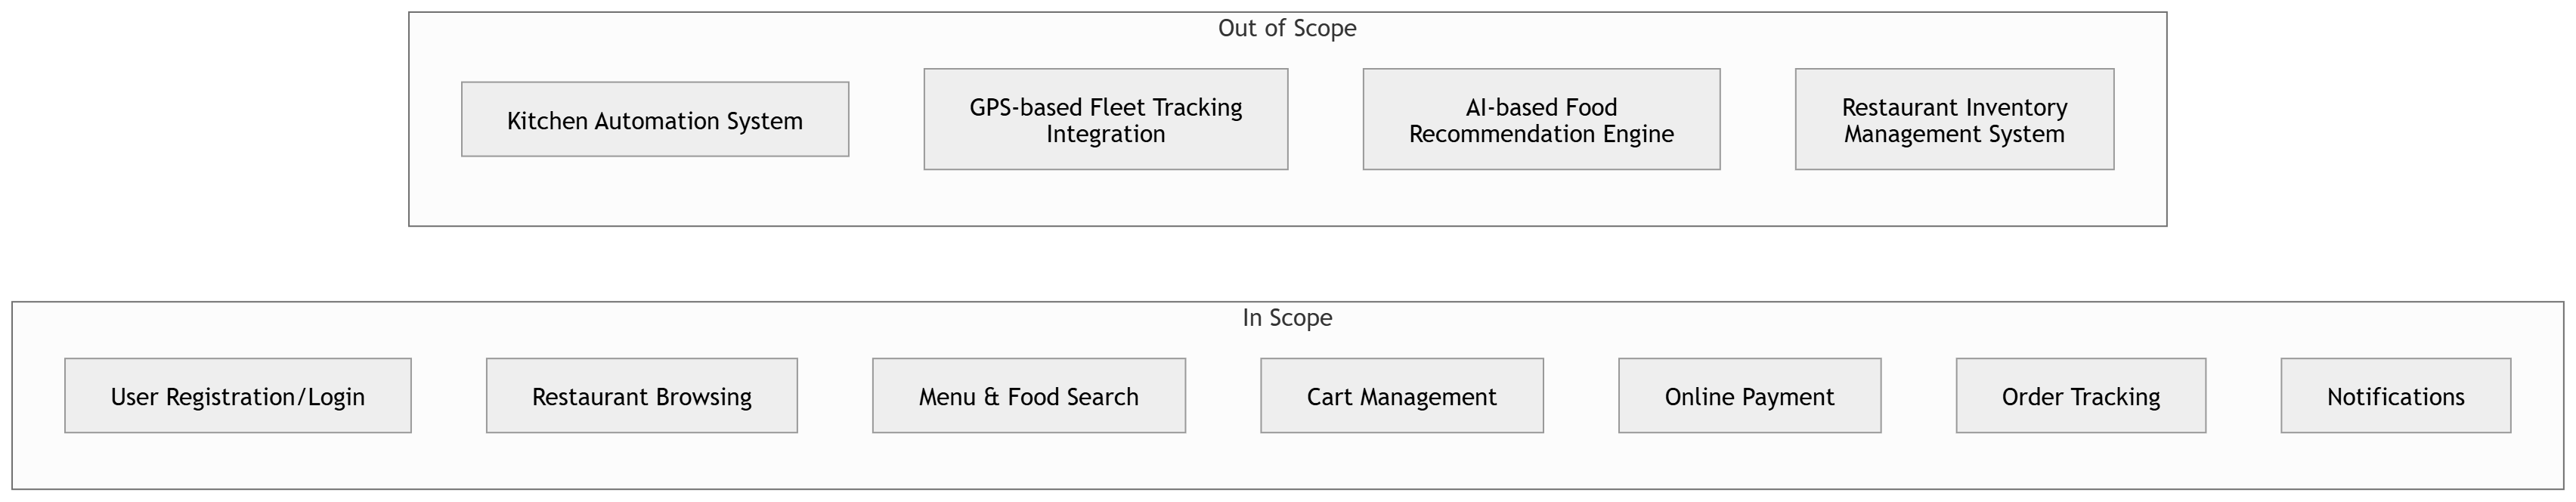 Out of Scope
Kitchen Automation System
GPS-based Fleet Tracking
Integration
AI-based Food
Recommendation Engine
Restaurant Inventory
Management System
In Scope
User Registration/Login
Restaurant Browsing
Menu & Food Search
Cart Management
Online Payment
Order Tracking
Notifications